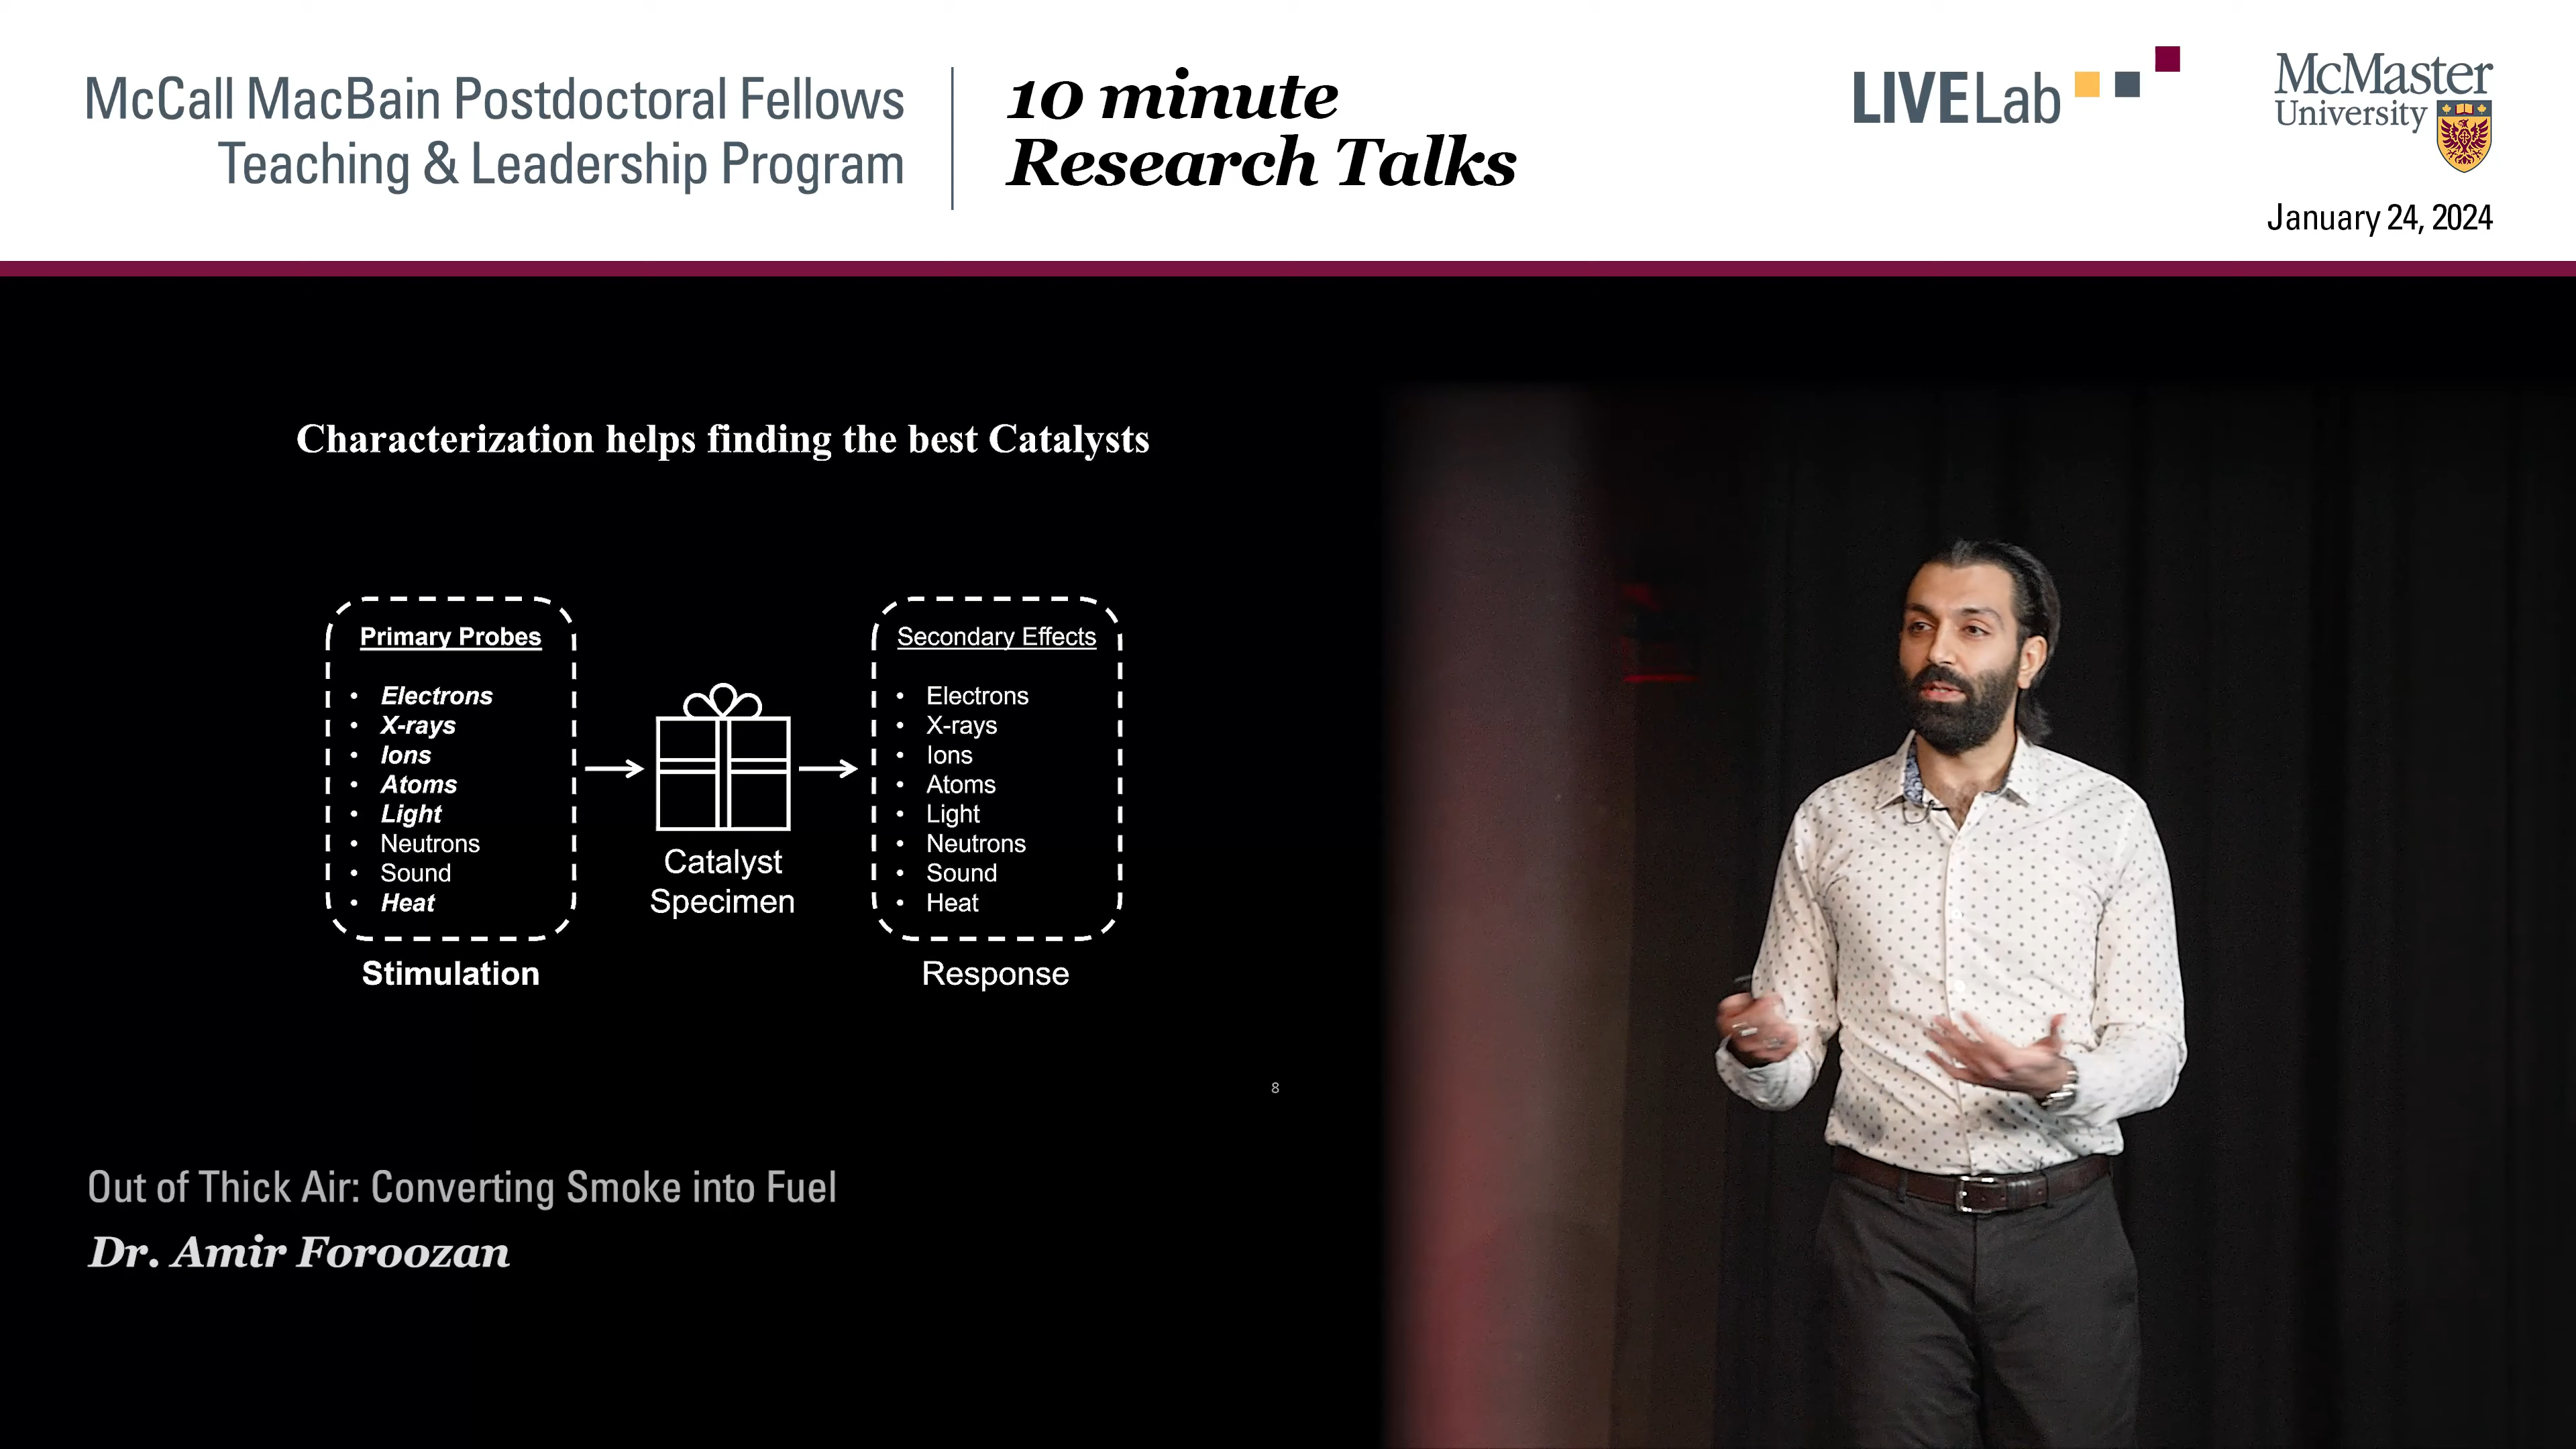 McCall MacBain Postdoctoral Fellows
Teaching & Leadership Program
10 minute
Research Talks
LIVELab
McMaster
University
January 24, 2024
Characterization helps finding the best Catalysts
Primary Probes
• Electrons
• X-rays
• Ions
• Atoms
• Light
• Neutrons
• Sound
• Heat
Stimulation
Catalyst
Specimen
Secondary Effects
• Electrons
• X-rays
• Ions
• Atoms
• Light
• Neutrons
• Sound
• Heat
Response
8
Out of Thick Air: Converting Smoke into Fuel
Dr. Amir Foroozan